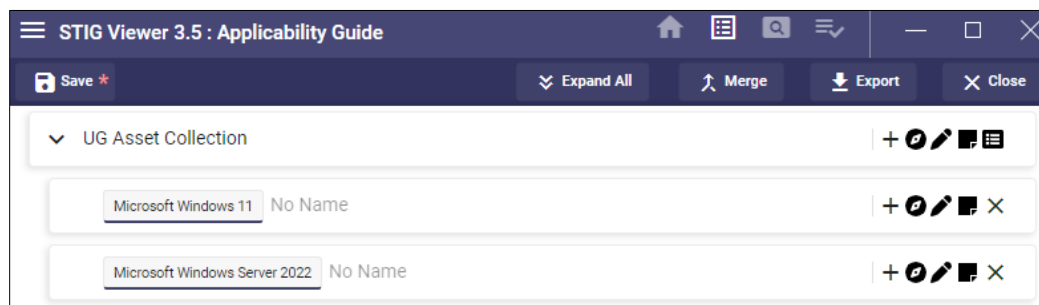 STIG Viewer 3.5 : Applicability Guide
Save * Expand All Merge Export Close
UG Asset Collection
Microsoft Windows 11 No Name
Microsoft Windows Server 2022 No Name